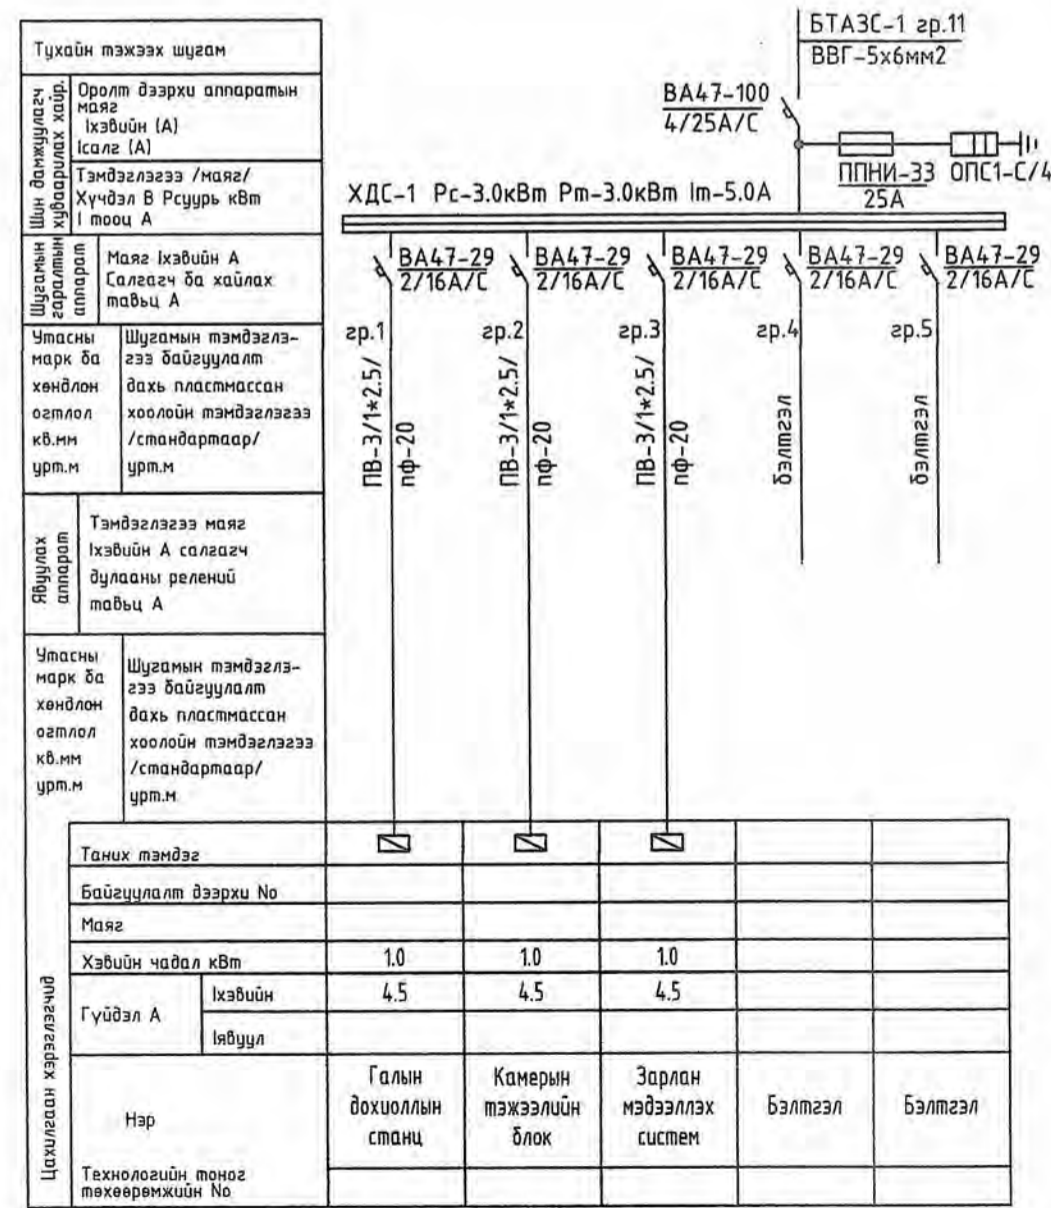 БТАЗС-1 гр.11
ВВГ-5х6мм2
ВА47-100
4/25А/С
ППНИ-33
25А
ОПС1-С/4
ХДС-1 Рс-3.0кВт Рт-3.0кВт Iт-5.0А
ВА47-29
2/16А/С
ВА47-29
2/16А/С
ВА47-29
2/16А/С
ВА47-29
2/16А/С
ВА47-29
2/16А/С
гр.1
гр.2
гр.3
гр.4
гр.5
ПВ-3/1*2.5/
пф-20
ПВ-3/1*2.5/
пф-20
ПВ-3/1*2.5/
пф-20
бэлтгэл
бэлтгэл
Тухайн тэжээх шугам
Шин дамжуулагч
хуваарилах хайр.
Оролт дээрхи аппаратын
маяг
Iхэвийн (А)
Iсалг (А)
Тэмдэглэгээ /маяг/
Хүчдэл В Рсуурь кВт
I тооц А
Шугамын
гаралтын
аппарат
Маяг Iхэвийн А
Салгагч ба хайлах
тавьц А
Утасны
марк ба
хөндлөн
огтлол
кв.мм
урт.м
Шугамын тэмдэглэ-
гээ байгуулалт
дахь пластмассан
хоолойн тэмдэглэгээ
/стандартаар/
урт.м
Явуулах
аппарат
Тэмдэглэгээ маяг
Iхэвийн А салгагч
дулааны релений
тавьц А
Утасны
марк ба
хөндлөн
огтлол
кв.мм
урт.м
Шугамын тэмдэглэ-
гээ байгуулалт
дахь пластмассан
хоолойн тэмдэглэгээ
/стандартаар/
урт.м
Цахилгаан хэрэглэгчид
Таних тэмдэг
Байгуулалт дээрхи No
Маяг
Хэвийн чадал кВт
1.0
1.0
1.0
Гүйдэл А
Iхэвийн
4.5
4.5
4.5
Iявуул
Нэр
Галын
дохиоллын
станц
Камерын
тэжээлийн
блок
Зарлан
мэдээллэх
систем
Бэлтгэл
Бэлтгэл
Технологийн тоног
төхөөрөмжийн No